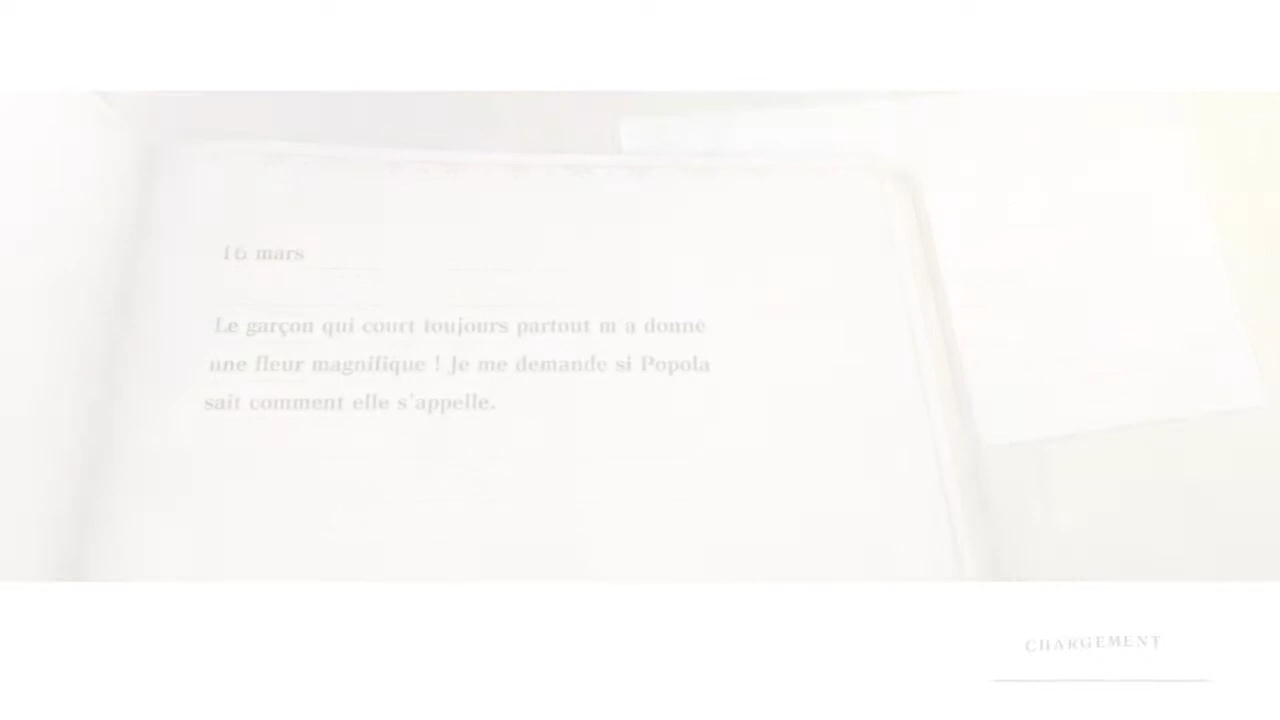 16 mars
Le garçon qui court toujours partout m'a donné
une fleur magnifique ! Je me demande si Popola
sait comment elle s'appelle.
CHARGEMENT